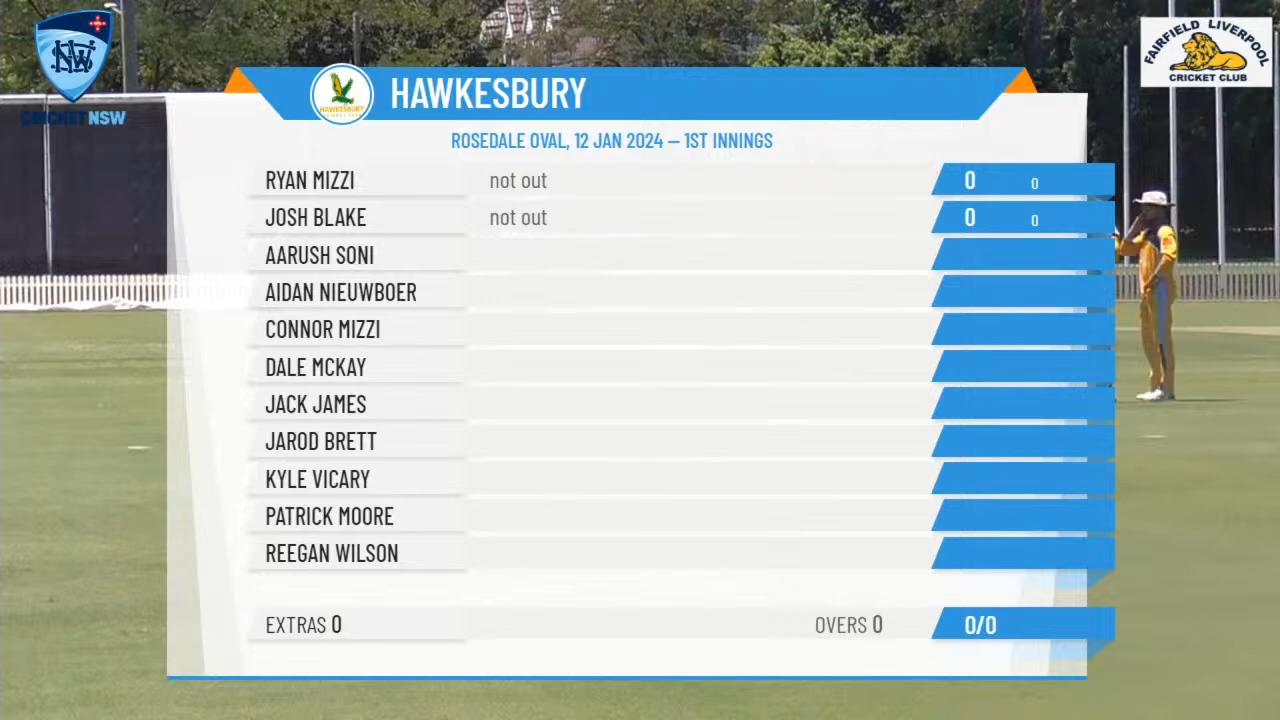 CRICKET NSW
FAIRFIELD LIVERPOOL
CRICKET CLUB
HAWKESBURY
HAWKESBURY
ROSEDALE OVAL, 12 JAN 2024 – 1ST INNINGS
RYAN MIZZI not out 0 0
JOSH BLAKE not out 0 0
AARUSH SONI
AIDAN NIEUWBOER
CONNOR MIZZI
DALE MCKAY
JACK JAMES
JAROD BRETT
KYLE VICARY
PATRICK MOORE
REEGAN WILSON
EXTRAS 0 OVERS 0 0/0